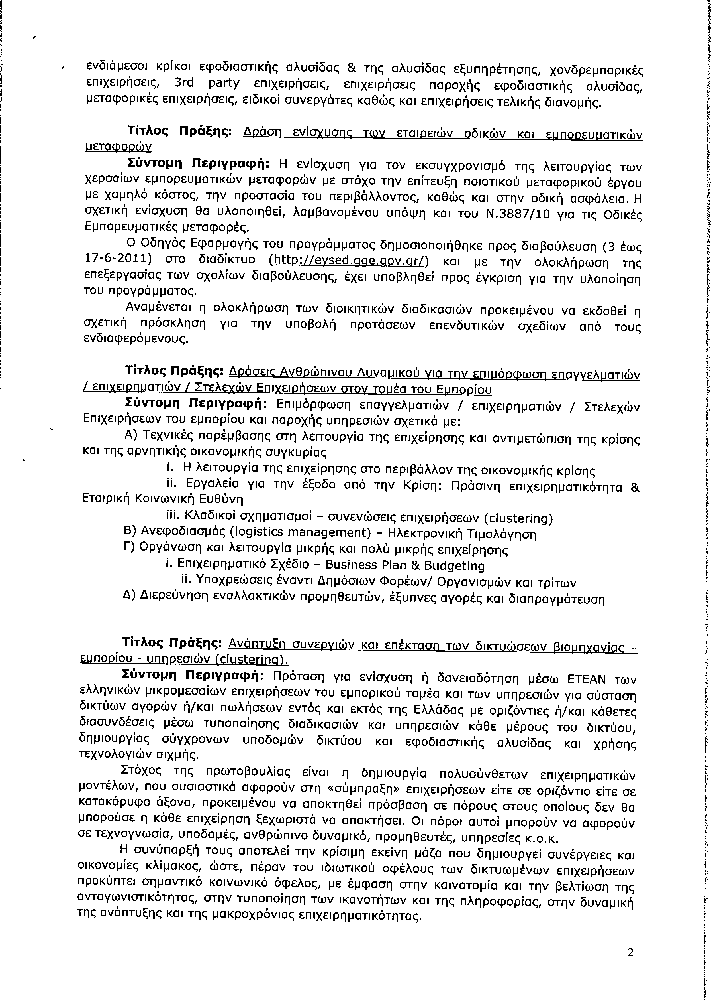 ενδιάμεσοι κρίκοι εφοδιαστικής αλυσίδας & της αλυσίδας εξυπηρέτησης, χονδρεμπορικές
επιχειρήσεις, 3rd party επιχειρήσεις, επιχειρήσεις παροχής εφοδιαστικής αλυσίδας,
μεταφορικές επιχειρήσεις, ειδικοί συνεργάτες καθώς και επιχειρήσεις τελικής διανομής.
Τίτλος Πράξης: Δράση ενίσχυσης των εταιρειών οδικών και εμπορευματικών
μεταφορών
Σύντομη Περιγραφή: Η ενίσχυση για τον εκσυγχρονισμό της λειτουργίας των
χερσαίων εμπορευματικών μεταφορών με στόχο την επίτευξη ποιοτικού μεταφορικού έργου
με χαμηλό κόστος, την προστασία του περιβάλλοντος, καθώς και στην οδική ασφάλεια. Η
σχετική ενίσχυση θα υλοποιηθεί, λαμβανομένου υπόψη και του Ν.3887/10 για τις Οδικές
Εμπορευματικές μεταφορές.
Ο Οδηγός Εφαρμογής του προγράμματος δημοσιοποιήθηκε προς διαβούλευση (3 έως
17-6-2011) στο διαδίκτυο (http://eysed.gge.gov.gr/) και με την ολοκλήρωση της
επεξεργασίας των σχολίων διαβούλευσης, έχει υποβληθεί προς έγκριση για την υλοποίηση
του προγράμματος.
Αναμένεται η ολοκλήρωση των διοικητικών διαδικασιών προκειμένου να εκδοθεί η
σχετική πρόσκληση για την υποβολή προτάσεων επενδυτικών σχεδίων από τους
ενδιαφερόμενους.
Τίτλος Πράξης: Δράσεις Ανθρώπινου Δυναμικού για την επιμόρφωση επαγγελματιών
/ επιχειρηματιών / Στελεχών Επιχειρήσεων στον τομέα του Εμπορίου
Σύντομη Περιγραφή: Επιμόρφωση επαγγελματιών / επιχειρηματιών / Στελεχών
Επιχειρήσεων του εμπορίου και παροχής υπηρεσιών σχετικά με:
Α) Τεχνικές παρέμβασης στη λειτουργία της επιχείρησης και αντιμετώπιση της κρίσης
και της αρνητικής οικονομικής συγκυρίας
i. Η λειτουργία της επιχείρησης στο περιβάλλον της οικονομικής κρίσης
ii. Εργαλεία για την έξοδο από την Κρίση: Πράσινη επιχειρηματικότητα &
Εταιρική Κοινωνική Ευθύνη
iii. Κλαδικοί σχηματισμοί – συνενώσεις επιχειρήσεων (clustering)
Β) Ανεφοδιασμός (logistics management) – Ηλεκτρονική Τιμολόγηση
Γ) Οργάνωση και λειτουργία μικρής και πολύ μικρής επιχείρησης
i. Επιχειρηματικό Σχέδιο – Business Plan & Budgeting
ii. Υποχρεώσεις έναντι Δημόσιων Φορέων/ Οργανισμών και τρίτων
Δ) Διερεύνηση εναλλακτικών προμηθευτών, έξυπνες αγορές και διαπραγμάτευση
Τίτλος Πράξης: Ανάπτυξη συνεργιών και επέκταση των δικτυώσεων βιομηχανίας –
εμπορίου - υπηρεσιών (clustering).
Σύντομη Περιγραφή: Πρόταση για ενίσχυση ή δανειοδότηση μέσω ΕΤΕΑΝ των
ελληνικών μικρομεσαίων επιχειρήσεων του εμπορικού τομέα και των υπηρεσιών για σύσταση
δικτύων αγορών ή/και πωλήσεων εντός και εκτός της Ελλάδας με οριζόντιες ή/και κάθετες
διασυνδέσεις μέσω τυποποίησης διαδικασιών και υπηρεσιών κάθε μέρους του δικτύου,
δημιουργίας σύγχρονων υποδομών δικτύου και εφοδιαστικής αλυσίδας και χρήσης
τεχνολογιών αιχμής.
Στόχος της πρωτοβουλίας είναι η δημιουργία πολυσύνθετων επιχειρηματικών
μοντέλων, που ουσιαστικά αφορούν στη «σύμπραξη» επιχειρήσεων είτε σε οριζόντιο είτε σε
κατακόρυφο άξονα, προκειμένου να αποκτηθεί πρόσβαση σε πόρους στους οποίους δεν θα
μπορούσε η κάθε επιχείρηση ξεχωριστά να αποκτήσει. Οι πόροι αυτοί μπορούν να αφορούν
σε τεχνογνωσία, υποδομές, ανθρώπινο δυναμικό, προμηθευτές, υπηρεσίες κ.ο.κ.
Η συνύπαρξή τους αποτελεί την κρίσιμη εκείνη μάζα που δημιουργεί συνέργειες και
οικονομίες κλίμακος, ώστε, πέραν του ιδιωτικού οφέλους των δικτυωμένων επιχειρήσεων
προκύπτει σημαντικό κοινωνικό όφελος, με έμφαση στην καινοτομία και την βελτίωση της
ανταγωνιστικότητας, στην τυποποίηση των ικανοτήτων και της πληροφορίας, στην δυναμική
της ανάπτυξης και της μακροχρόνιας επιχειρηματικότητας.
2